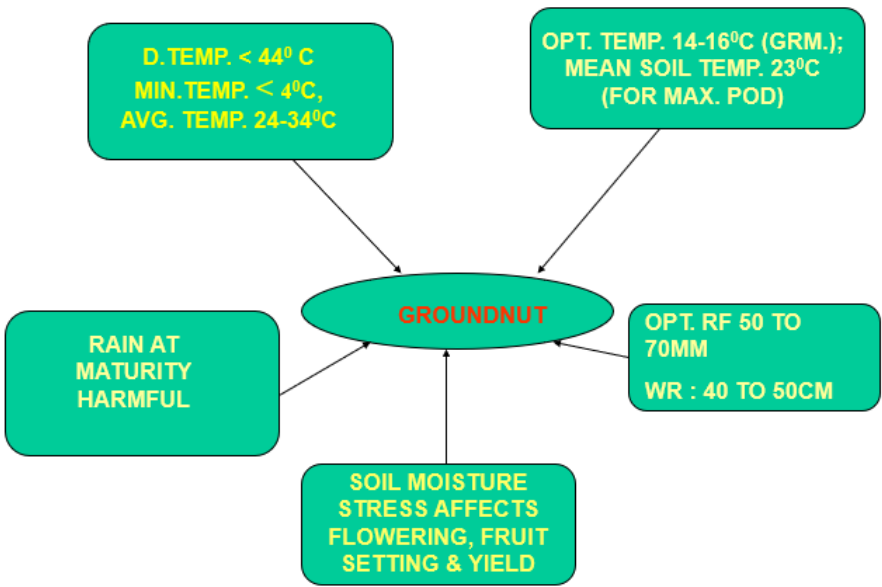 D.TEMP. < 44⁰ C
MIN.TEMP. < 4⁰C,
AVG. TEMP. 24-34⁰C
OPT. TEMP. 14-16⁰C (GRM.);
MEAN SOIL TEMP. 23⁰C
(FOR MAX. POD)
GROUNDNUT
RAIN AT
MATURITY
HARMFUL
OPT. RF 50 TO
70MM
WR : 40 TO 50CM
SOIL MOISTURE
STRESS AFFECTS
FLOWERING, FRUIT
SETTING & YIELD